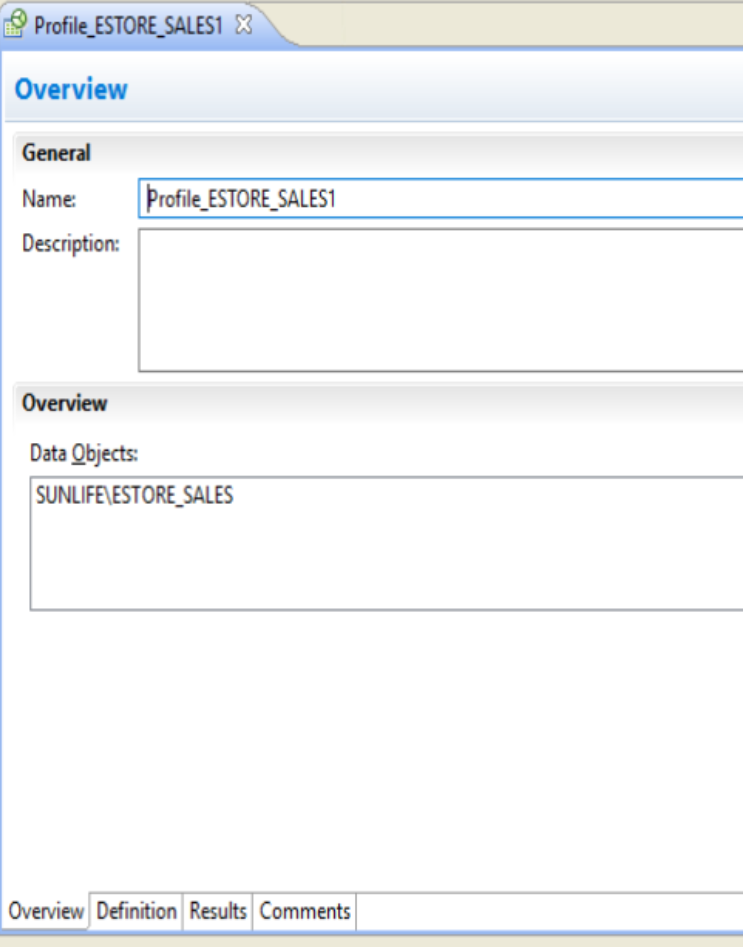 Profile_ESTORE_SALES1
Overview
General
Name: Profile_ESTORE_SALES1
Description:
Overview
Data Objects:
SUNLIFE\ESTORE_SALES
Overview Definition Results Comments